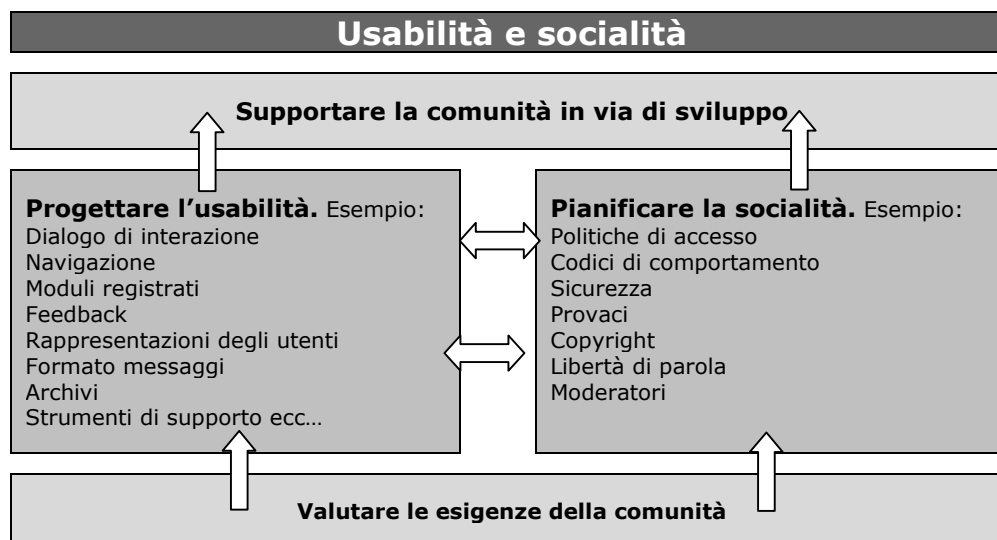 Usabilità e socialità
Supportare la comunità in via di sviluppo
Progettare l’usabilità. Esempio:
Dialogo di interazione
Navigazione
Moduli registrati
Feedback
Rappresentazioni degli utenti
Formato messaggi
Archivi
Strumenti di supporto ecc…
Pianificare la socialità. Esempio:
Politiche di accesso
Codici di comportamento
Sicurezza
Provaci
Copyright
Libertà di parola
Moderatori
Valutare le esigenze della comunità